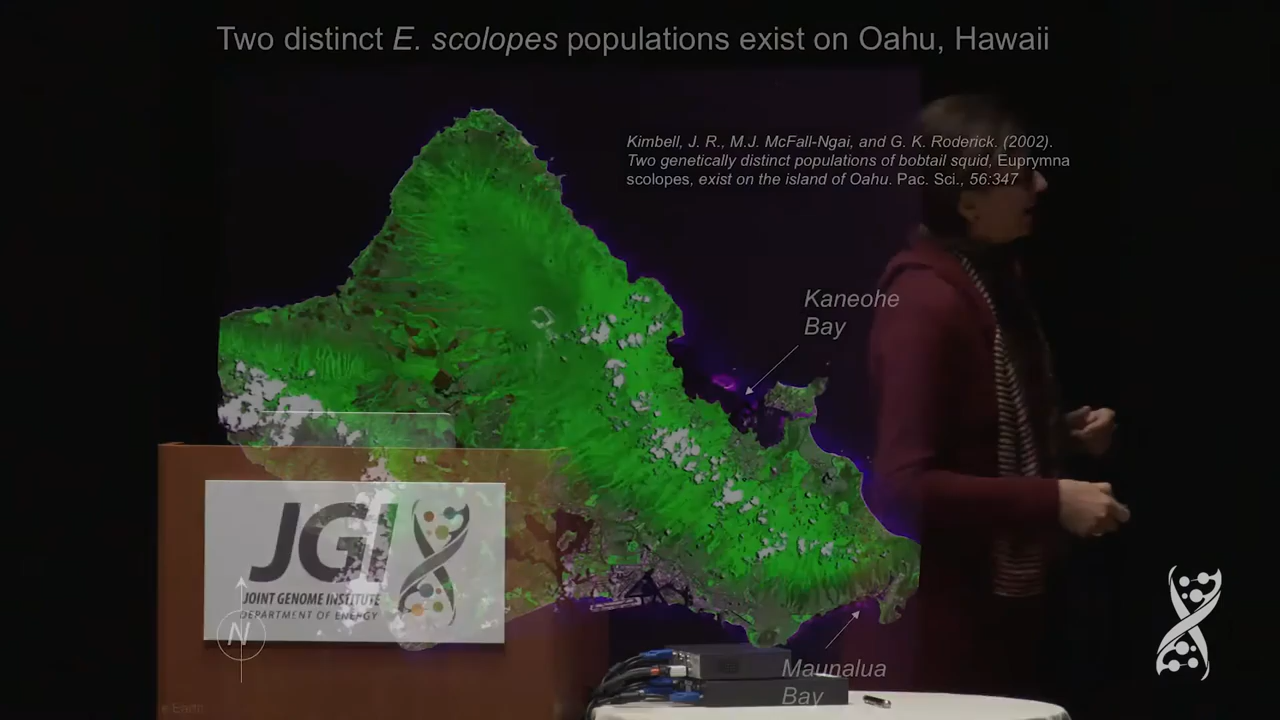 Two distinct E. scolopes populations exist on Oahu, Hawaii
Kimbell, J. R., M.J. McFall-Ngai, and G. K. Roderick. (2002).
Two genetically distinct populations of bobtail squid, Euprymna
scolopes, exist on the island of Oahu. Pac. Sci., 56:347
Kaneohe
Bay
JGI
JOINT GENOME INSTITUTE
DEPARTMENT OF ENERGY
N
Maunalua
Bay
Earth